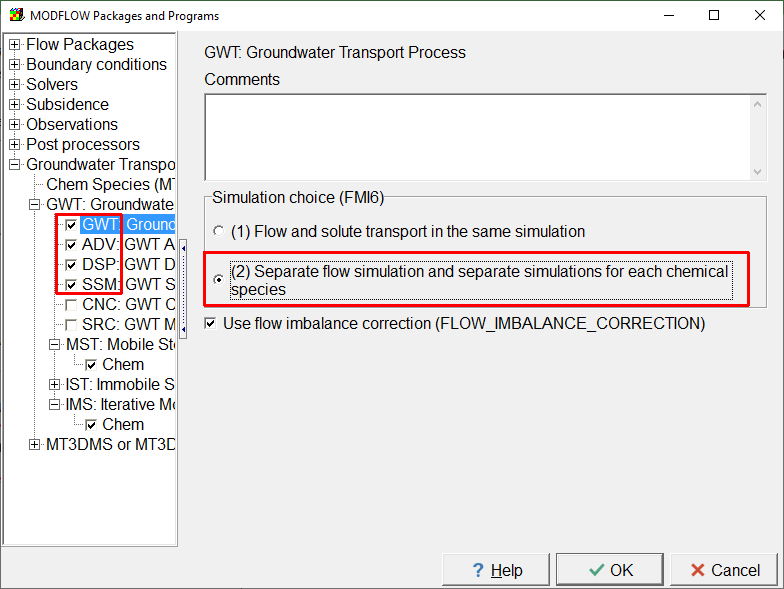 MODFLOW Packages and Programs
Flow Packages
Boundary conditions
Solvers
Subsidence
Observations
Post processors
Groundwater Transpo
Chem Species (MT
GWT: Groundwate
GWT: Ground
ADV: GWT A
DSP: GWT D
SSM: GWT S
CNC: GWT C
SRC: GWT M
MST: Mobile Sto
Chem
IST: Immobile S
IMS: Iterative Mo
Chem
MT3DMS or MT3D
GWT: Groundwater Transport Process
Comments
Simulation choice (FMI6)
(1) Flow and solute transport in the same simulation
(2) Separate flow simulation and separate simulations for each chemical
species
Use flow imbalance correction (FLOW_IMBALANCE_CORRECTION)
? Help
OK
Cancel